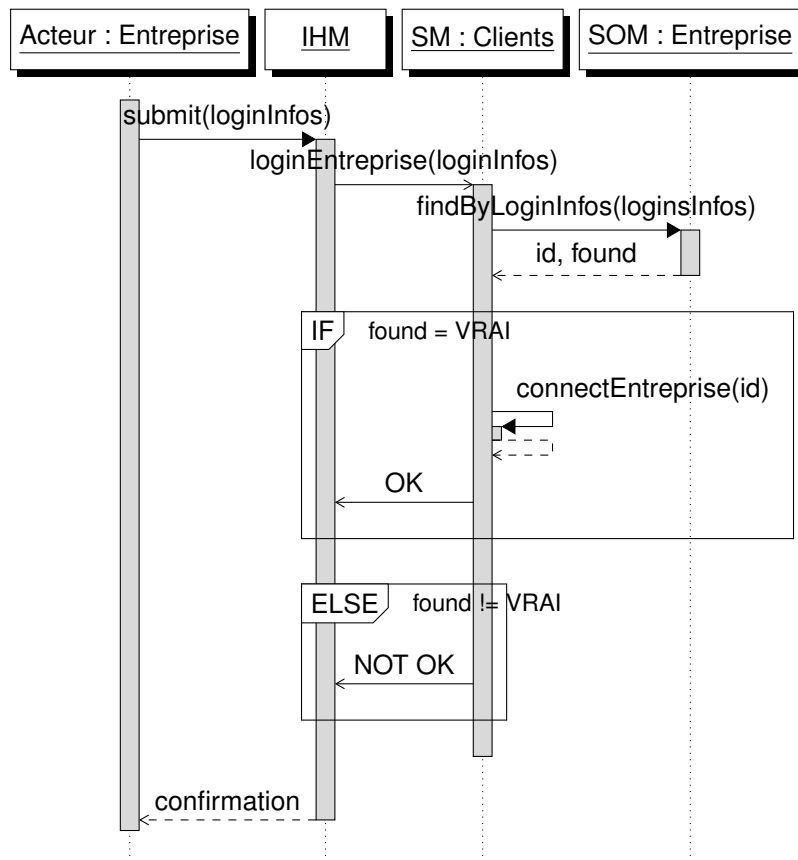 Acteur : Entreprise
IHM
SM : Clients
SOM : Entreprise
submit(loginInfos)
loginEntreprise(loginInfos)
findByLoginInfos(loginsInfos)
id, found
IF
found = VRAI
connectEntreprise(id)
OK
ELSE
found != VRAI
NOT OK
confirmation